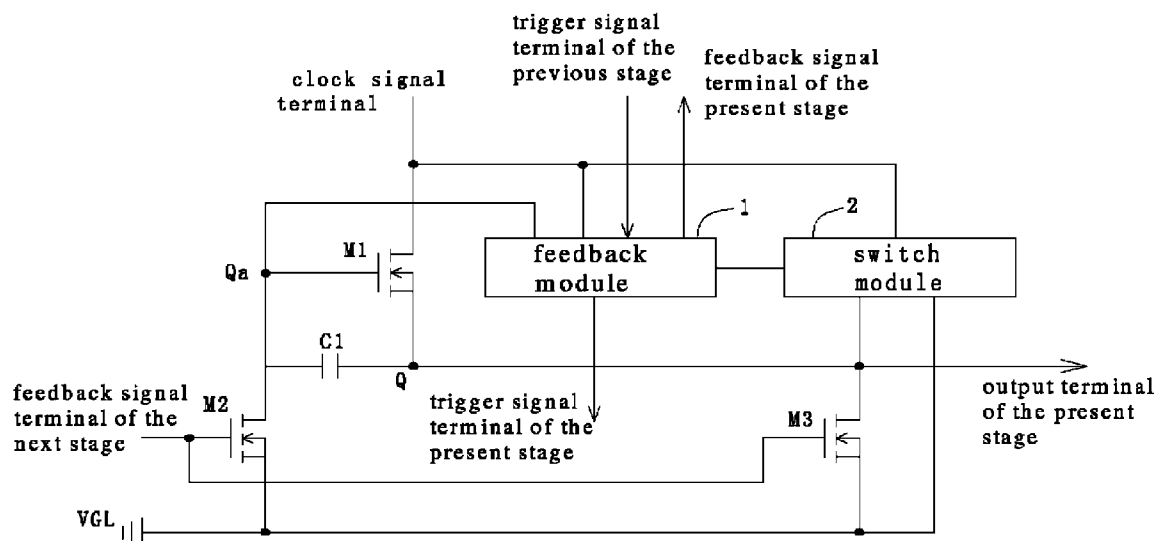 trigger signal
terminal of the
previous stage
feedback signal
terminal of the
present stage
clock signal
terminal
1
2
M1
feedback
module
switch
module
Qa
C1
Q
feedback signal
terminal of the
next stage
M2
trigger signal
terminal of the
present stage
M3
output terminal
of the present
stage
VGL